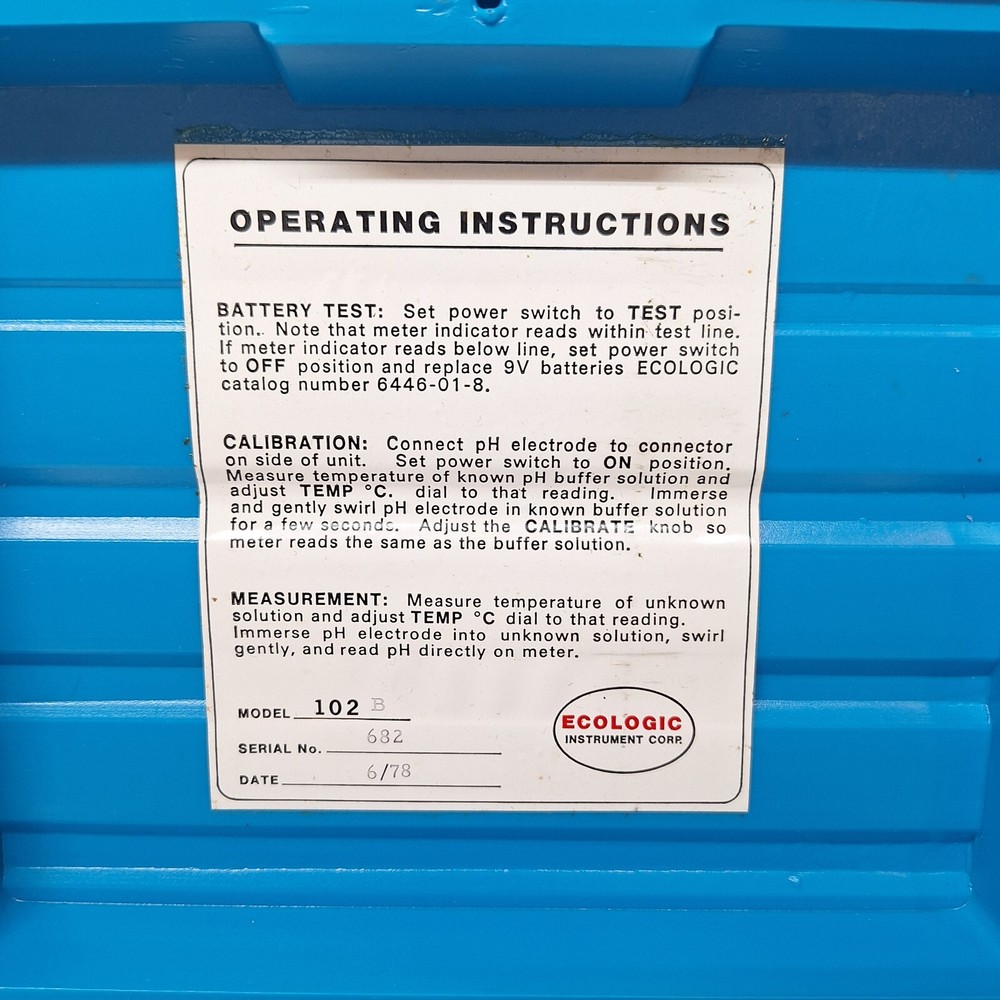 OPERATING INSTRUCTIONS
BATTERY TEST: Set power switch to TEST posi-
tion. Note that meter indicator reads within test line.
If meter indicator reads below line, set power switch
to OFF position and replace 9V batteries ECOLOGIC
catalog number 6446-01-8.
CALIBRATION: Connect pH electrode to connector
on side of unit. Set power switch to ON position.
Measure temperature of known pH buffer solution and
adjust TEMP °C. dial to that reading. Immerse
and gently swirl pH electrode in known buffer solution
for a few seconds. Adjust the CALIBRATE knob so
meter reads the same as the buffer solution.
MEASUREMENT: Measure temperature of unknown
solution and adjust TEMP °C dial to that reading.
Immerse pH electrode into unknown solution, swirl
gently, and read pH directly on meter.
MODEL 102 B
SERIAL No. 682
DATE 6/78
ECOLOGIC
INSTRUMENT CORP.